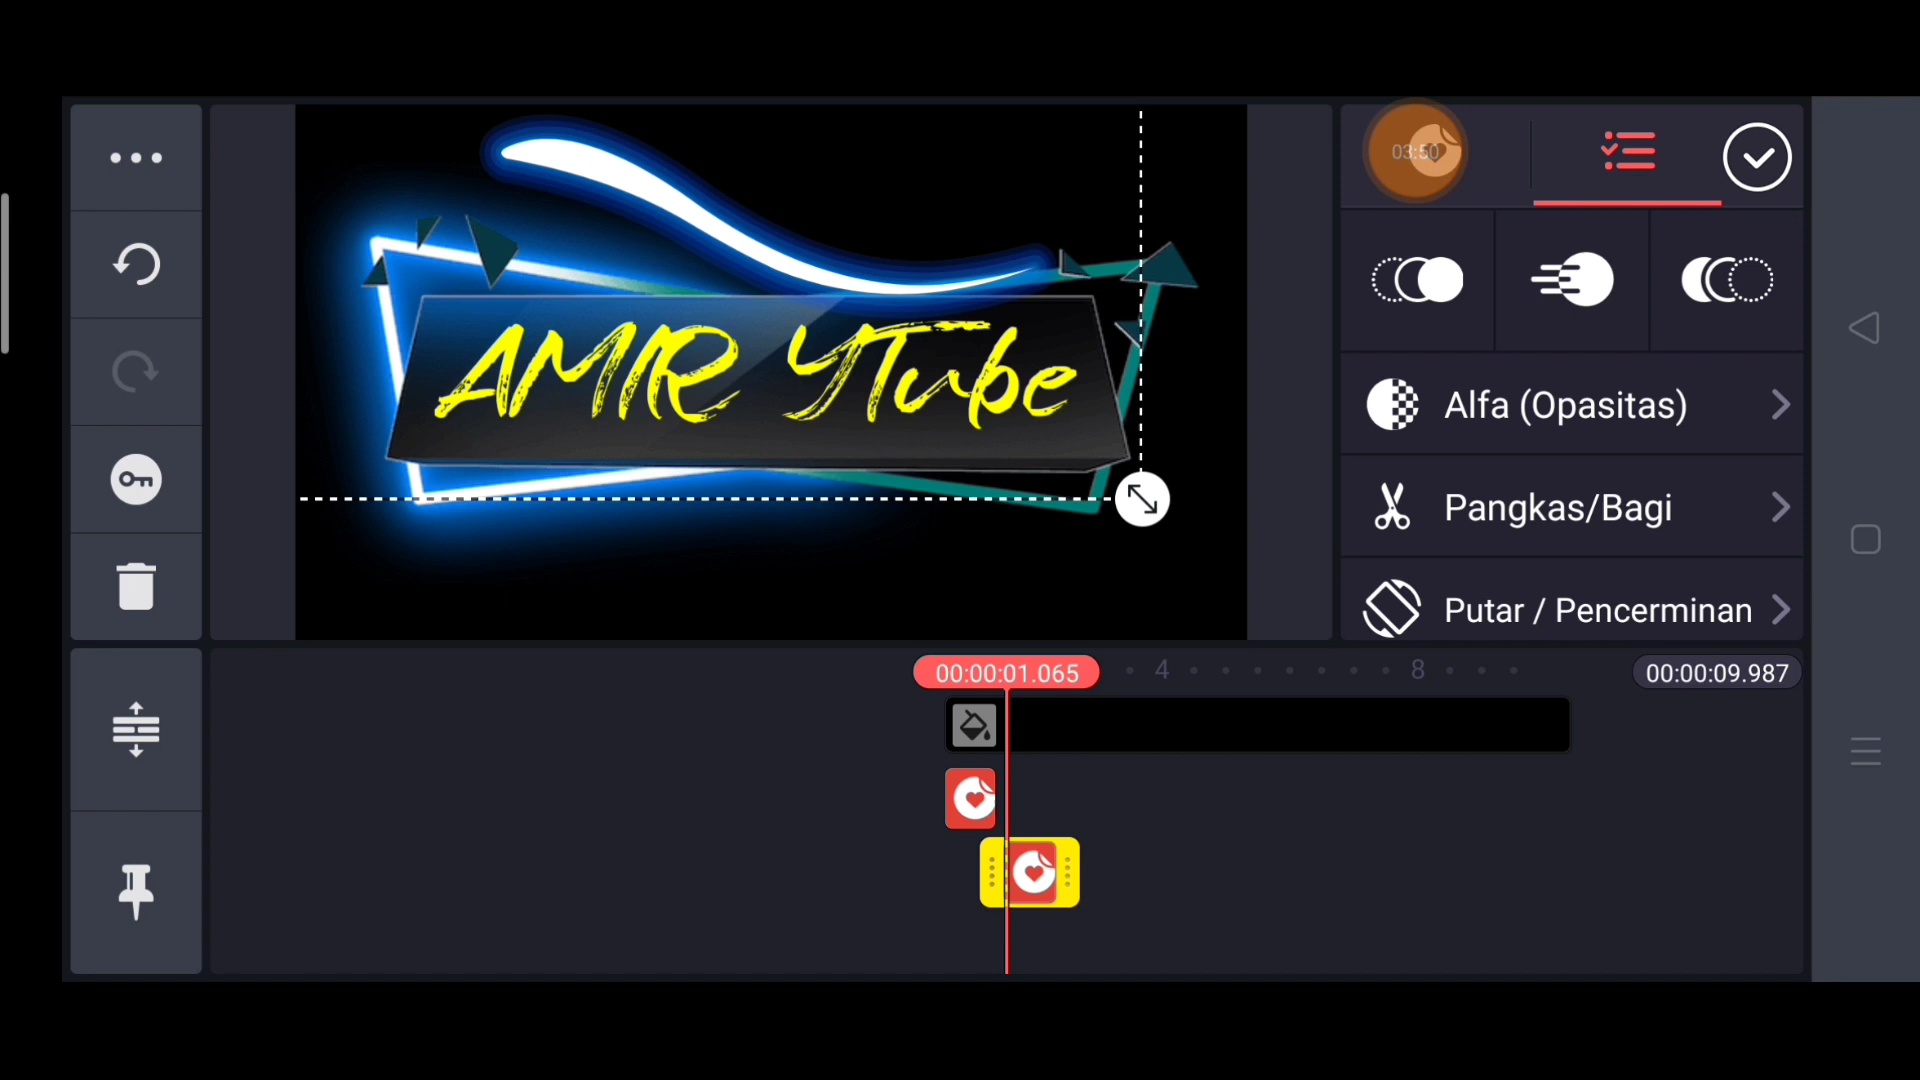 03:50
AMIR YTube
Alfa (Opasitas)
Pangkas/Bagi
Putar / Pencerminan
00:00:01.065
4
8
00:00:09.987